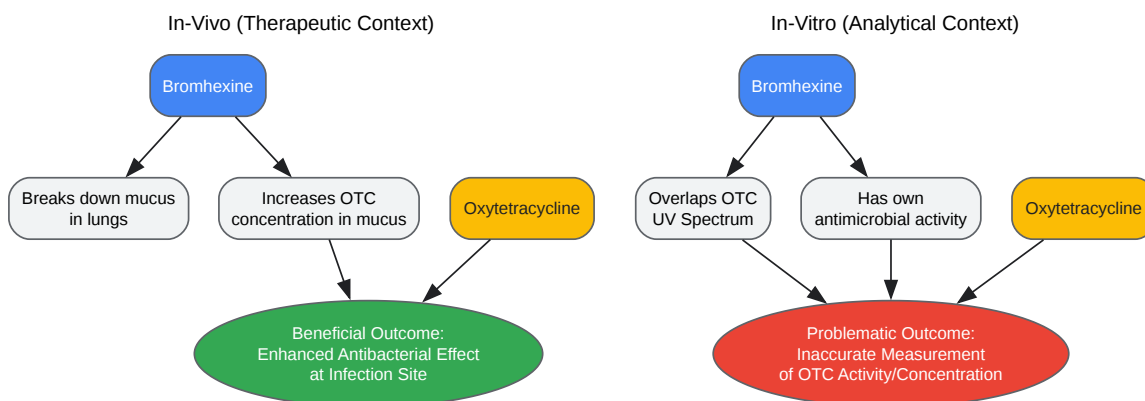 In-Vivo (Therapeutic Context)
Bromhexine
Breaks down mucus
in lungs
Increases OTC
concentration in mucus
Oxytetracycline
Beneficial Outcome:
Enhanced Antibacterial Effect
at Infection Site
In-Vitro (Analytical Context)
Bromhexine
Overlaps OTC
UV Spectrum
Has own
antimicrobial activity
Oxytetracycline
Problematic Outcome:
Inaccurate Measurement
of OTC Activity/Concentration